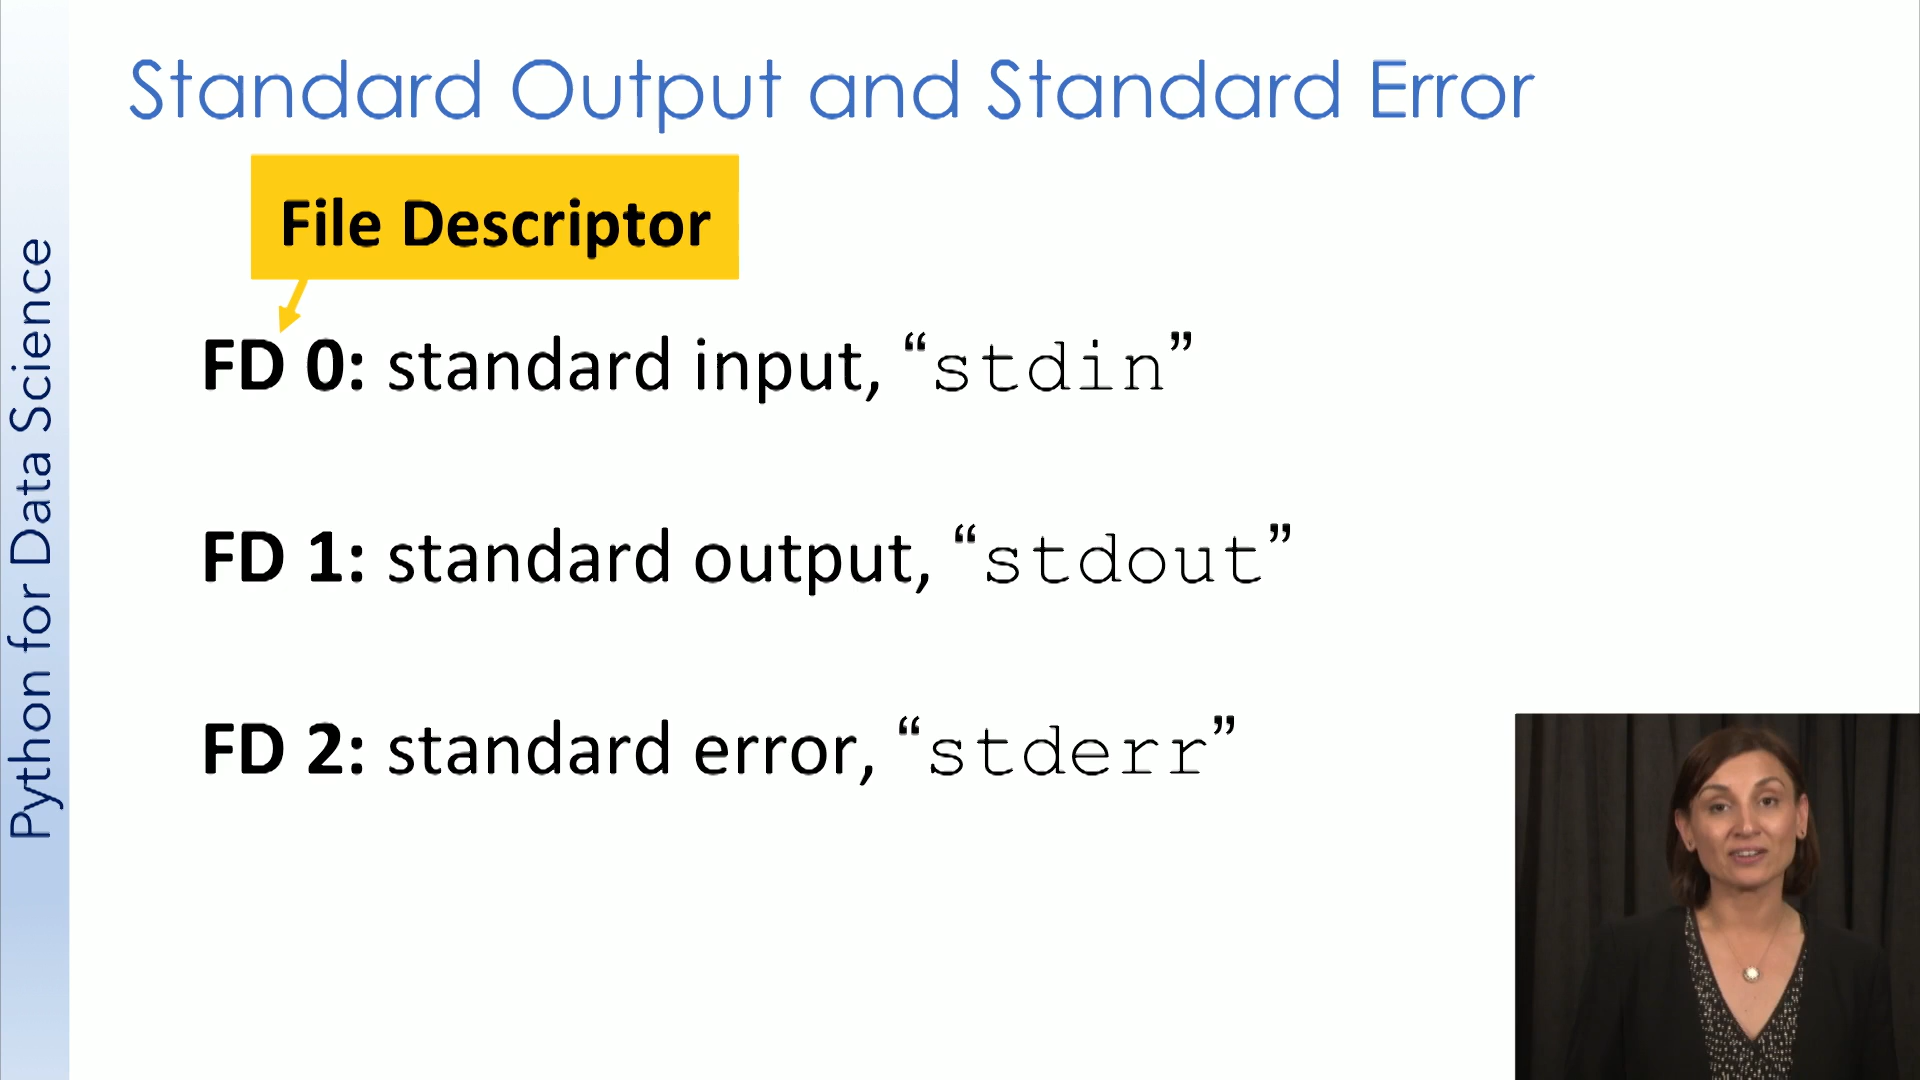 Standard Output and Standard Error
File Descriptor
FD 0: standard input, “stdin”
FD 1: standard output, “stdout”
FD 2: standard error, “stderr”
Python for Data Science